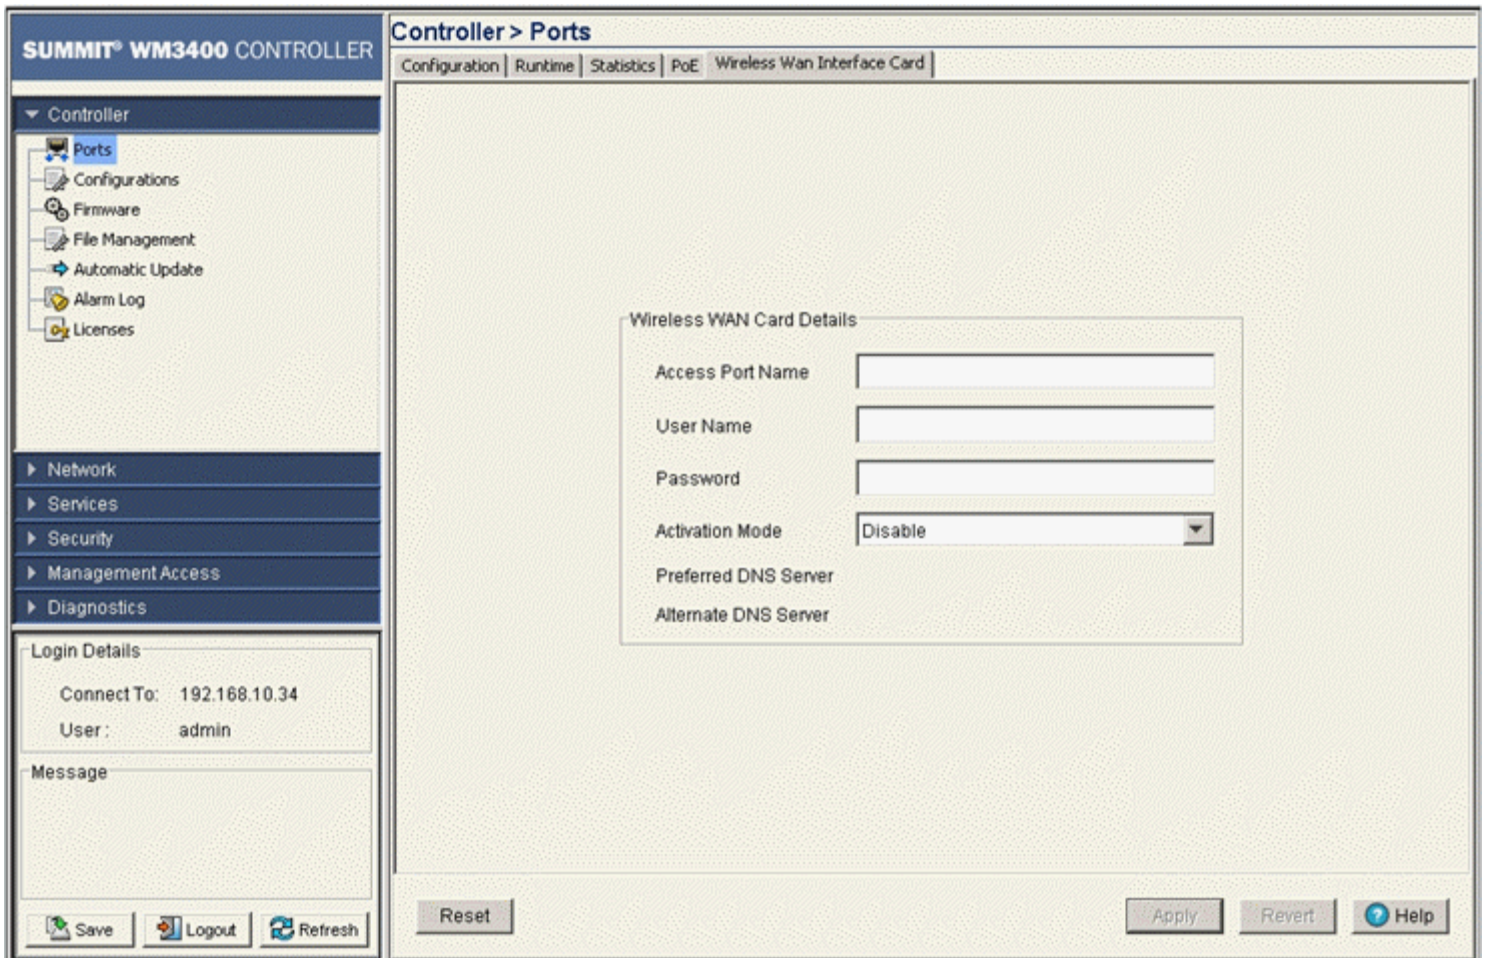 SUMMIT® WM3400 CONTROLLER
Controller > Ports
Configuration
Runtime
Statistics
PoE
Wireless Wan Interface Card
Controller
Ports
Configurations
Firmware
File Management
Automatic Update
Alarm Log
Licenses
Network
Services
Security
Management Access
Diagnostics
Login Details
Connect To: 192.168.10.34
User : admin
Message
Save
Logout
Refresh
Wireless WAN Card Details
Access Port Name
User Name
Password
Activation Mode Disable
Preferred DNS Server
Alternate DNS Server
Reset
Apply
Revert
? Help